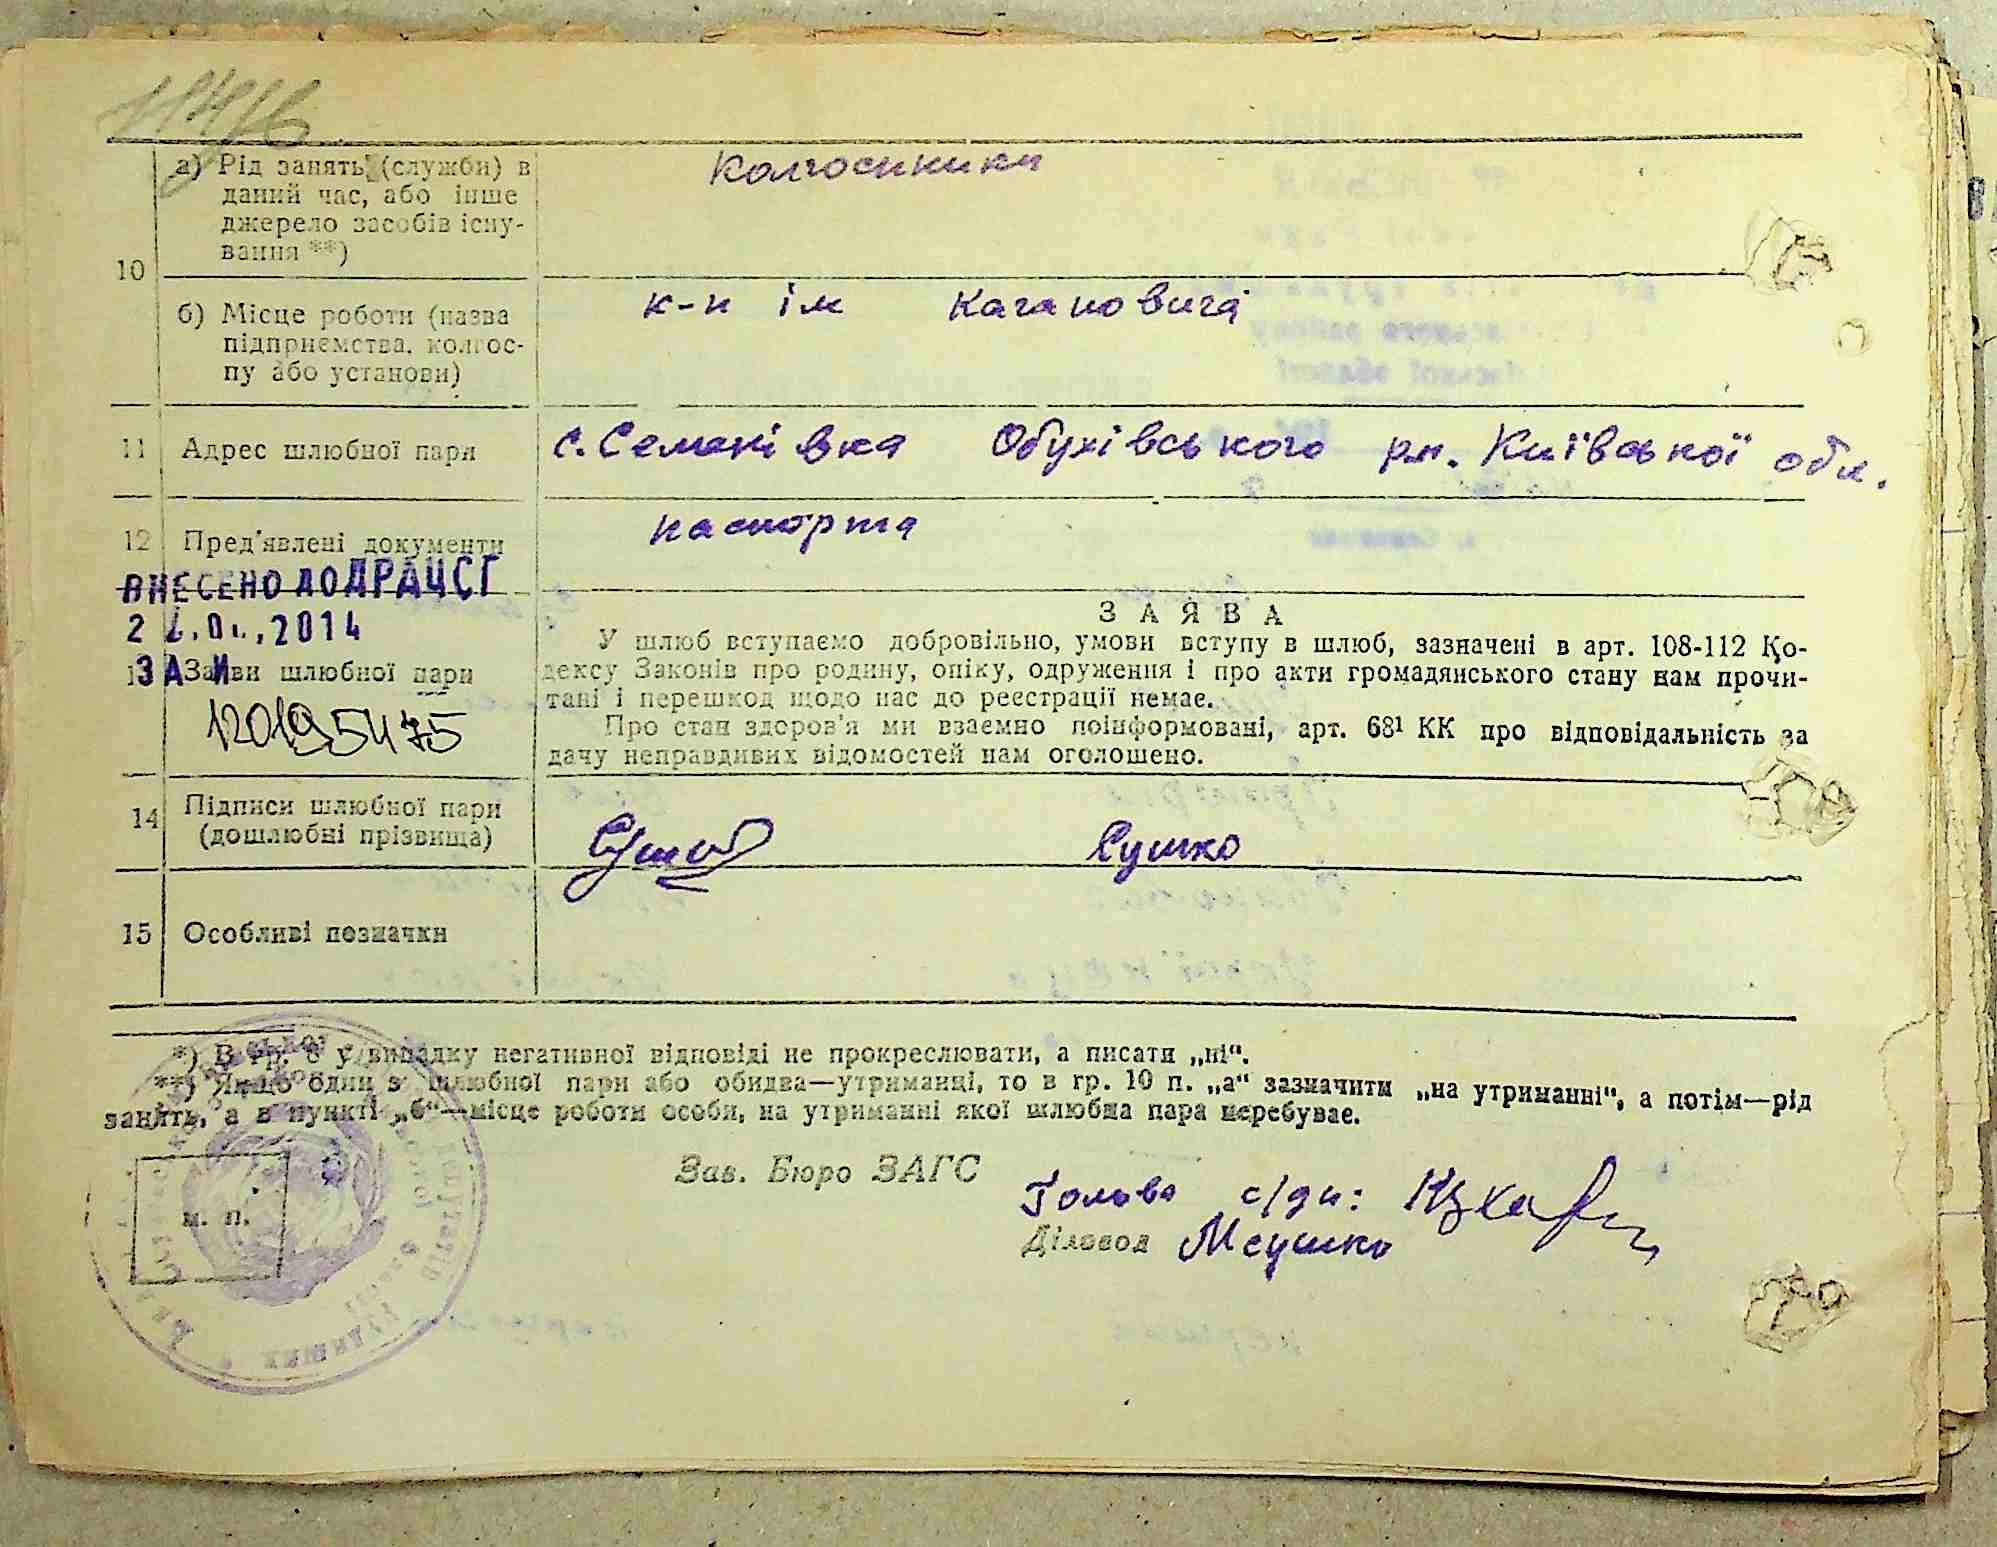 а) Рід занять (служби) в
даний час, або інше
джерело засобів існу-
вання **)
Колгоспники
10
б) Місце роботи (назва
підприємства, колгос-
пу або установи)
к-п ім Кагановича
11 Адрес шлюбної пари
с. Семенівка Обухівського рн. Київської обл.
12 Пред'явлені документи
паспорта
ВНЕСЕНО ДО ДРАЦСГ
2014
ЗА И
Заяви шлюбної пари
120195475
ЗАЯВА
У шлюб вступаємо добровільно, умови вступу в шлюб, зазначені в арт. 108-112 Ко-
дексу Законів про родину, опіку, одруження і про акти громадянського стану нам прочи-
тані і перешкод щодо нас до реєстрації немає.
Про стан здоров'я ми взаємно поінформовані, арт. 68¹ КК про відповідальність за
дачу неправдивих відомостей нам оголошено.
14 Підписи шлюбної пари
(дошлюбні прізвища)
Сушко
15 Особливі позначки
*) В гр. 8 у випадку негативної відповіді не прокреслювати, а писати „ні“.
**) Якщо один з шлюбної пари або обидва—утриманці, то в гр. 10 п. „а“ зазначити „на утриманні“, а потім—рід
занять, а в пункті „б“—місце роботи особи, на утриманні якої шлюбна пара перебуває.
Зав. Бюро ЗАГС
Голова с/ди:
Діловод Мсушко
м. п.